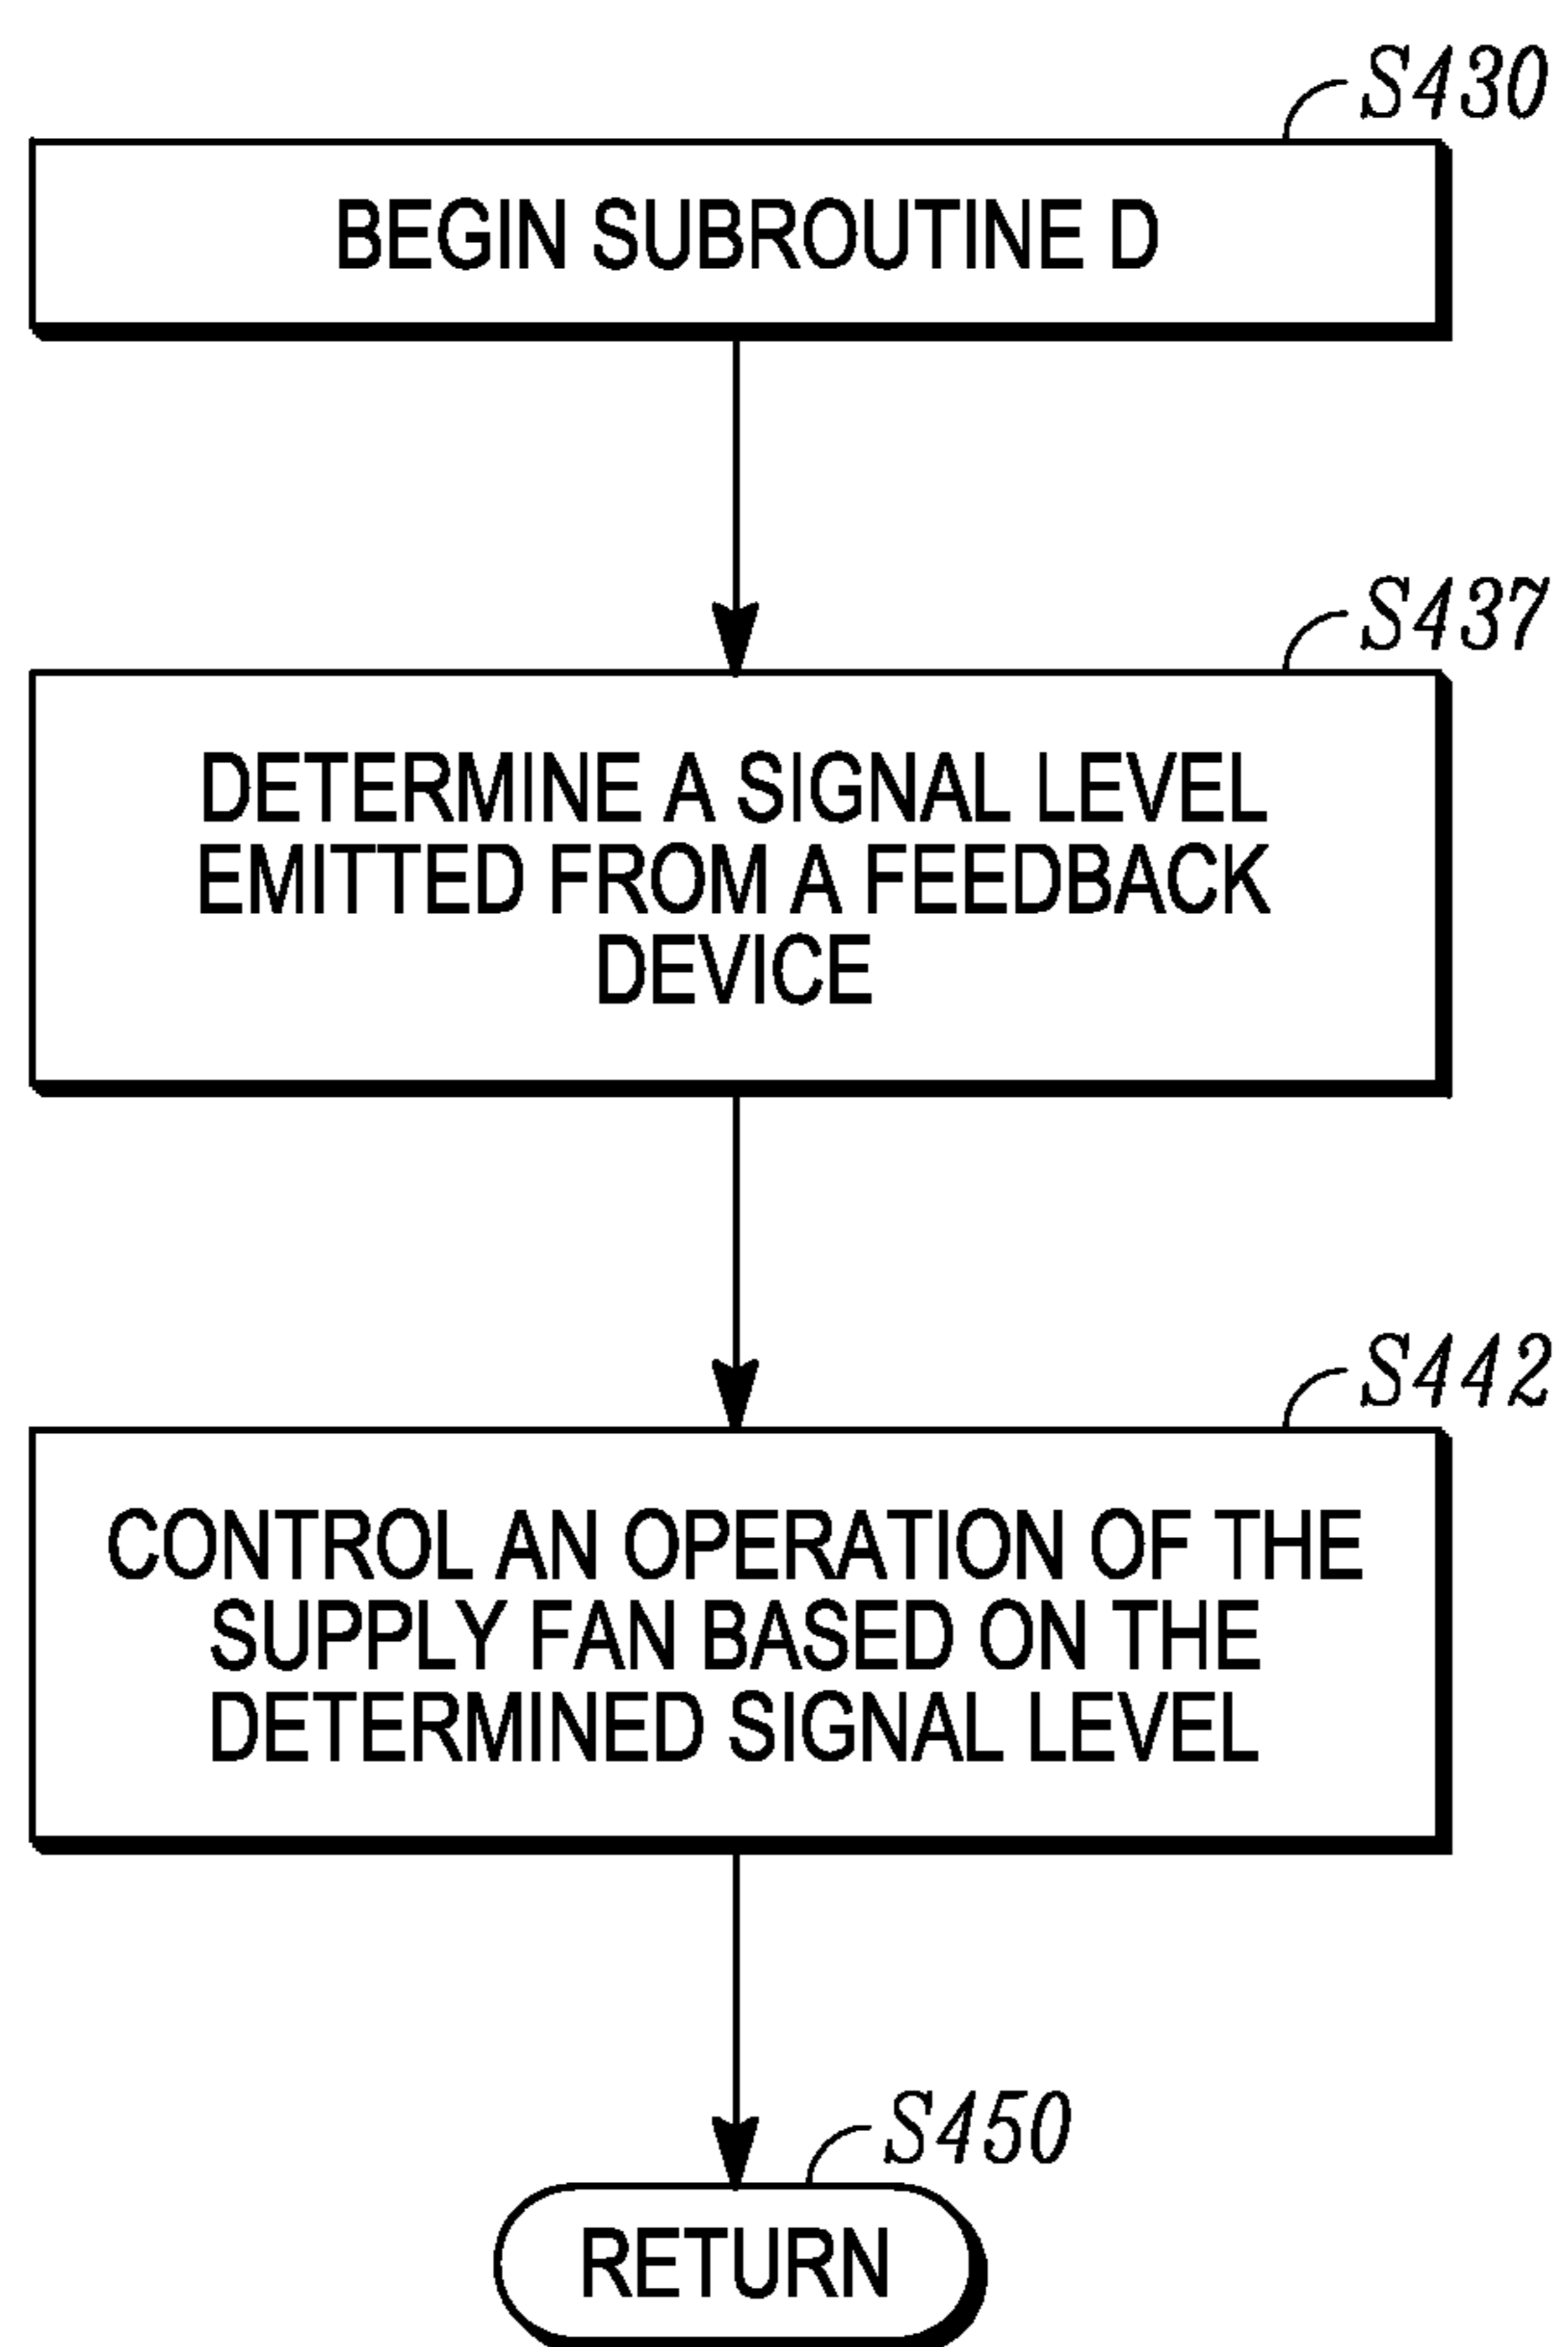 S430
BEGIN SUBROUTINE D
S437
DETERMINE A SIGNAL LEVEL
EMITTED FROM A FEEDBACK
DEVICE
S442
CONTROL AN OPERATION OF THE
SUPPLY FAN BASED ON THE
DETERMINED SIGNAL LEVEL
S450
RETURN